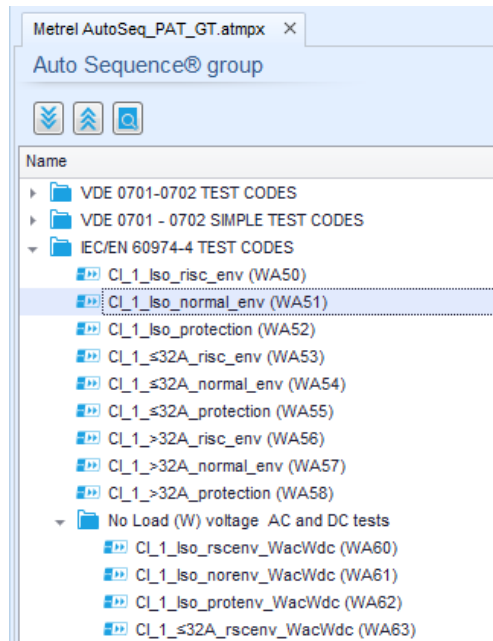 Metrel AutoSeq_PAT_GT.atmpx ×
Auto Sequence® group
Name
VDE 0701-0702 TEST CODES
VDE 0701 - 0702 SIMPLE TEST CODES
IEC/EN 60974-4 TEST CODES
Cl_1_Iso_risc_env (WA50)
Cl_1_Iso_normal_env (WA51)
Cl_1_Iso_protection (WA52)
Cl_1_≤32A_risc_env (WA53)
Cl_1_≤32A_normal_env (WA54)
Cl_1_≤32A_protection (WA55)
Cl_1_>32A_risc_env (WA56)
Cl_1_>32A_normal_env (WA57)
Cl_1_>32A_protection (WA58)
No Load (W) voltage  AC and DC tests
Cl_1_Iso_rscenv_WacWdc (WA60)
Cl_1_Iso_norenv_WacWdc (WA61)
Cl_1_Iso_protenv_WacWdc (WA62)
Cl_1_≤32A_rscenv_WacWdc (WA63)